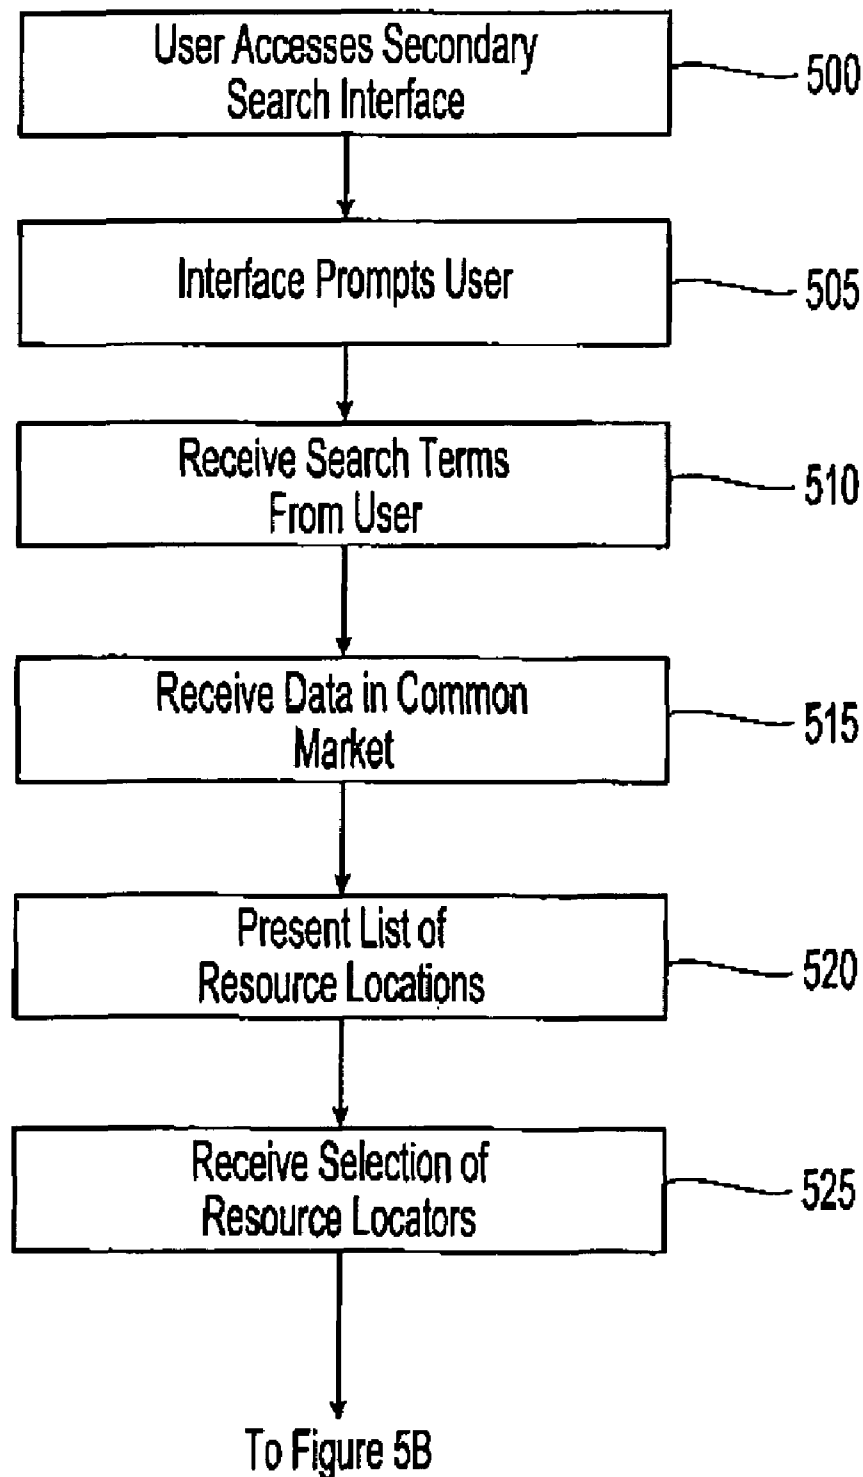 User Accesses Secondary
Search Interface
500
Interface Prompts User
505
Receive Search Terms
From User
510
Receive Data in Common
Market
515
Present List of
Resource Locations
520
Receive Selection of
Resource Locators
525
To Figure 5B